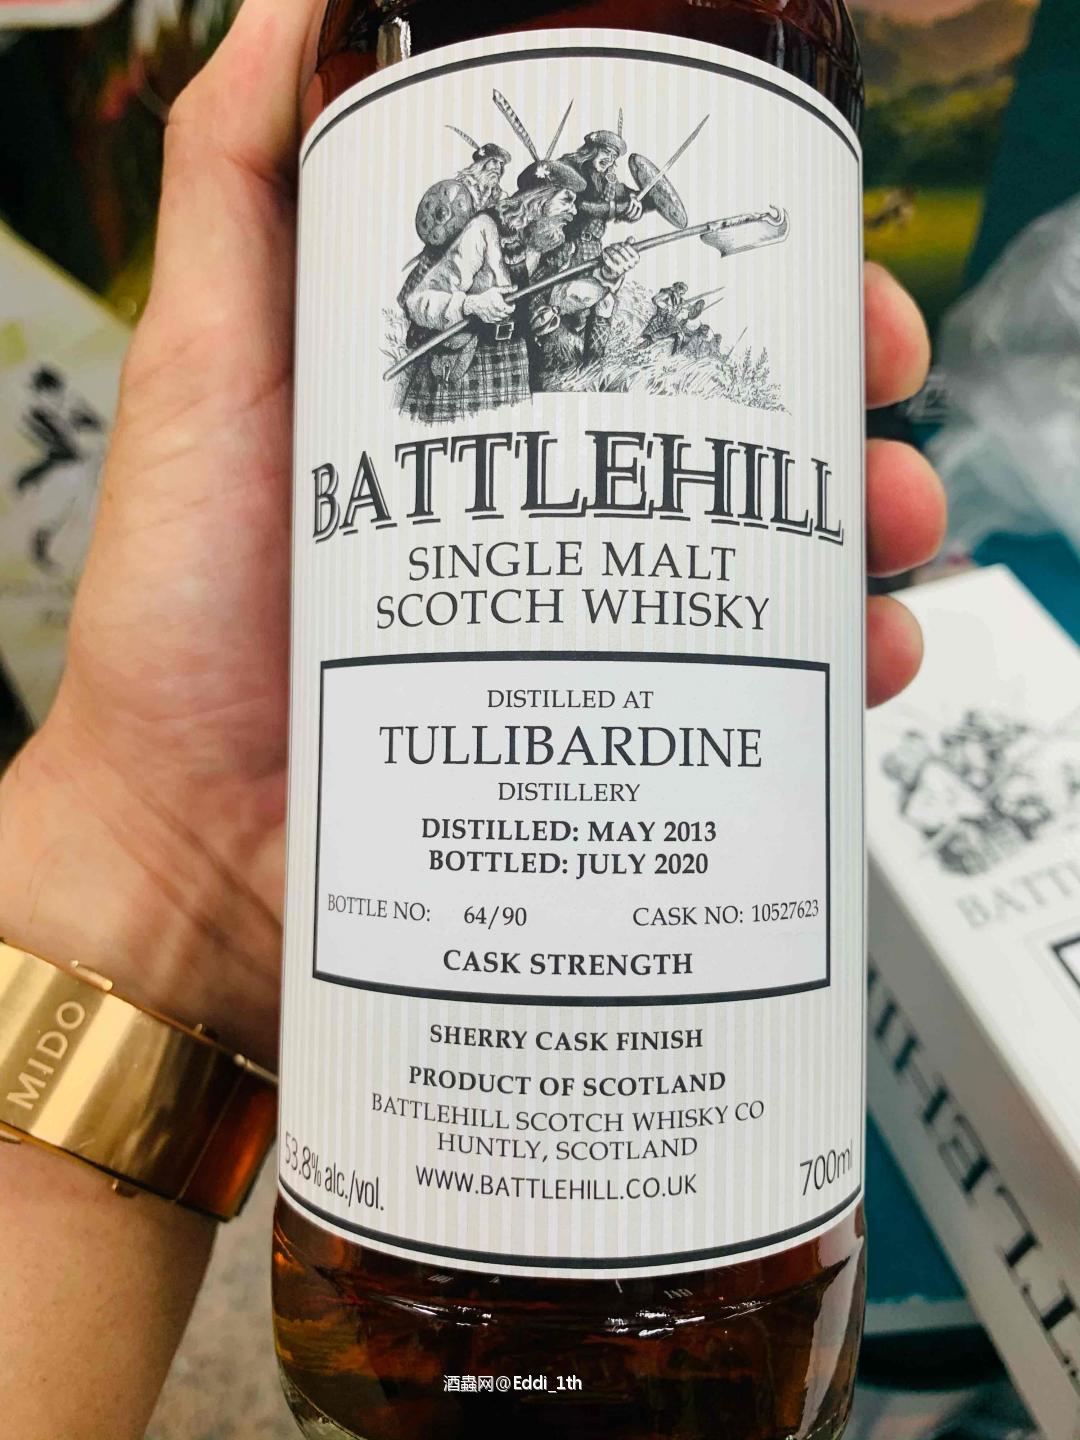 BATTLEHILL
SINGLE MALT
SCOTCH WHISKY
DISTILLED AT
TULLIBARDINE
DISTILLERY
DISTILLED: MAY 2013
BOTTLED: JULY 2020
BOTTLE NO: 64/90 CASK NO: 10527623
CASK STRENGTH
SHERRY CASK FINISH
PRODUCT OF SCOTLAND
BATTLEHILL SCOTCH WHISKY CO
HUNTLY, SCOTLAND
WWW.BATTLEHILL.CO.UK
53.8% alc./vol.
700ml
MIDO
酒蟲网@Eddi_1th